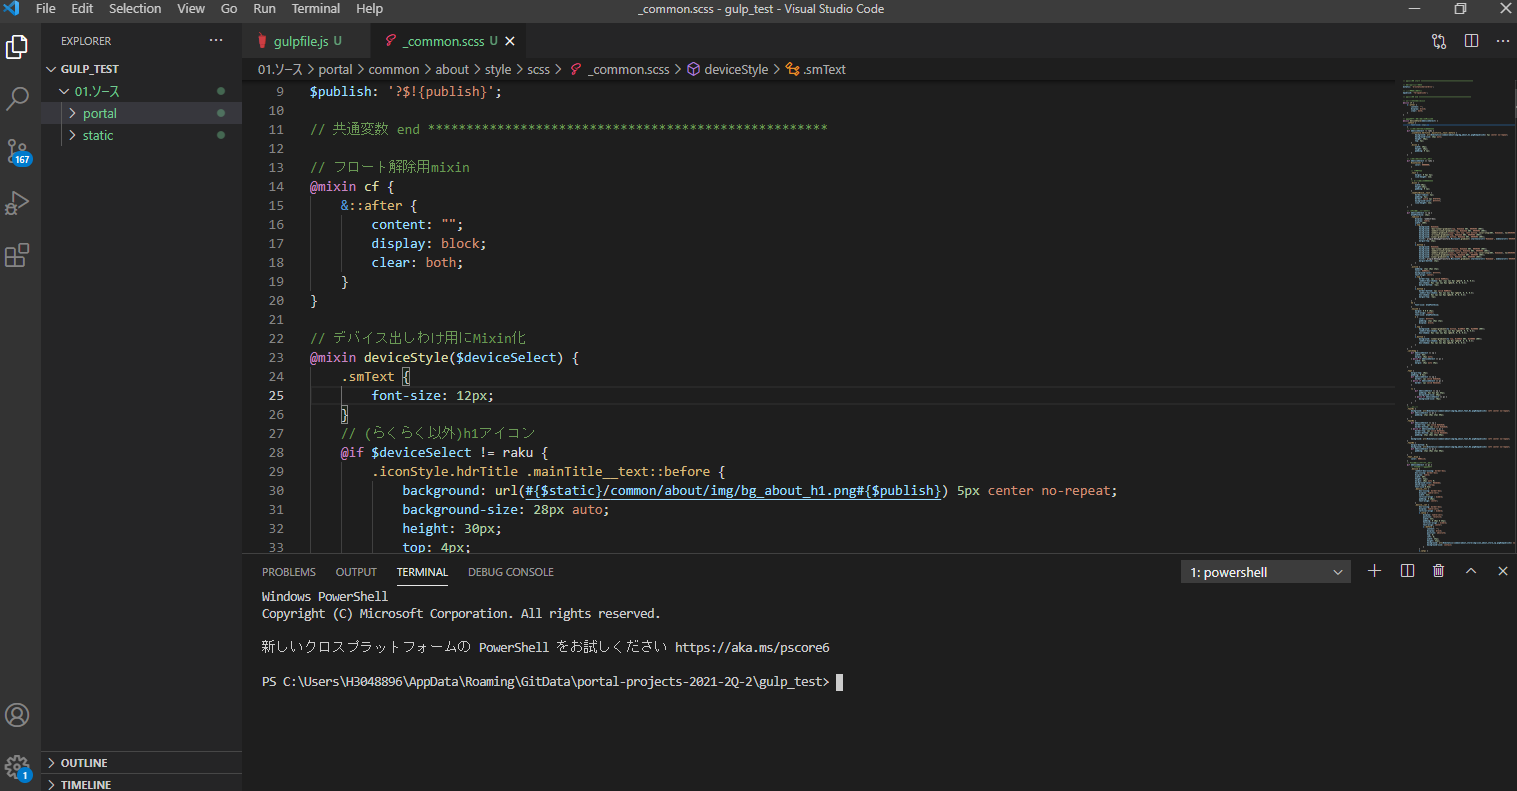 File Edit Selection View Go Run Terminal Help
_common.scss - gulp_test - Visual Studio Code
EXPLORER
gulpfile.js U
_common.scss U
GULP_TEST
01.ソース
portal
static
167
1
OUTLINE
TIMELINE
01.ソース > portal > common > about > style > scss > _common.scss > deviceStyle > .smText
9 $publish: '?$!{publish}';
10
11 // 共通変数 end ****************************************************
12
13 // フロート解除用mixin
14 @mixin cf {
15 &::after {
16 content: "";
17 display: block;
18 clear: both;
19 }
20 }
21
22 // デバイス出しわけ用にMixin化
23 @mixin deviceStyle($deviceSelect) {
24 .smText {
25 font-size: 12px;
26 }
27 // (らくらく以外)h1アイコン
28 @if $deviceSelect != raku {
29 .iconStyle.hdrTitle .mainTitle__text::before {
30 background: url(#{$static}/common/about/img/bg_about_h1.png#{$publish}) 5px center no-repeat;
31 background-size: 28px auto;
32 height: 30px;
33 top: 4px;
PROBLEMS OUTPUT TERMINAL DEBUG CONSOLE
1: powershell
Windows PowerShell
Copyright (C) Microsoft Corporation. All rights reserved.
新しいクロスプラットフォームの PowerShell をお試しください https://aka.ms/pscore6
PS C:\Users\H3048896\AppData\Roaming\GitData\portal-projects-2021-2Q-2\gulp_test>